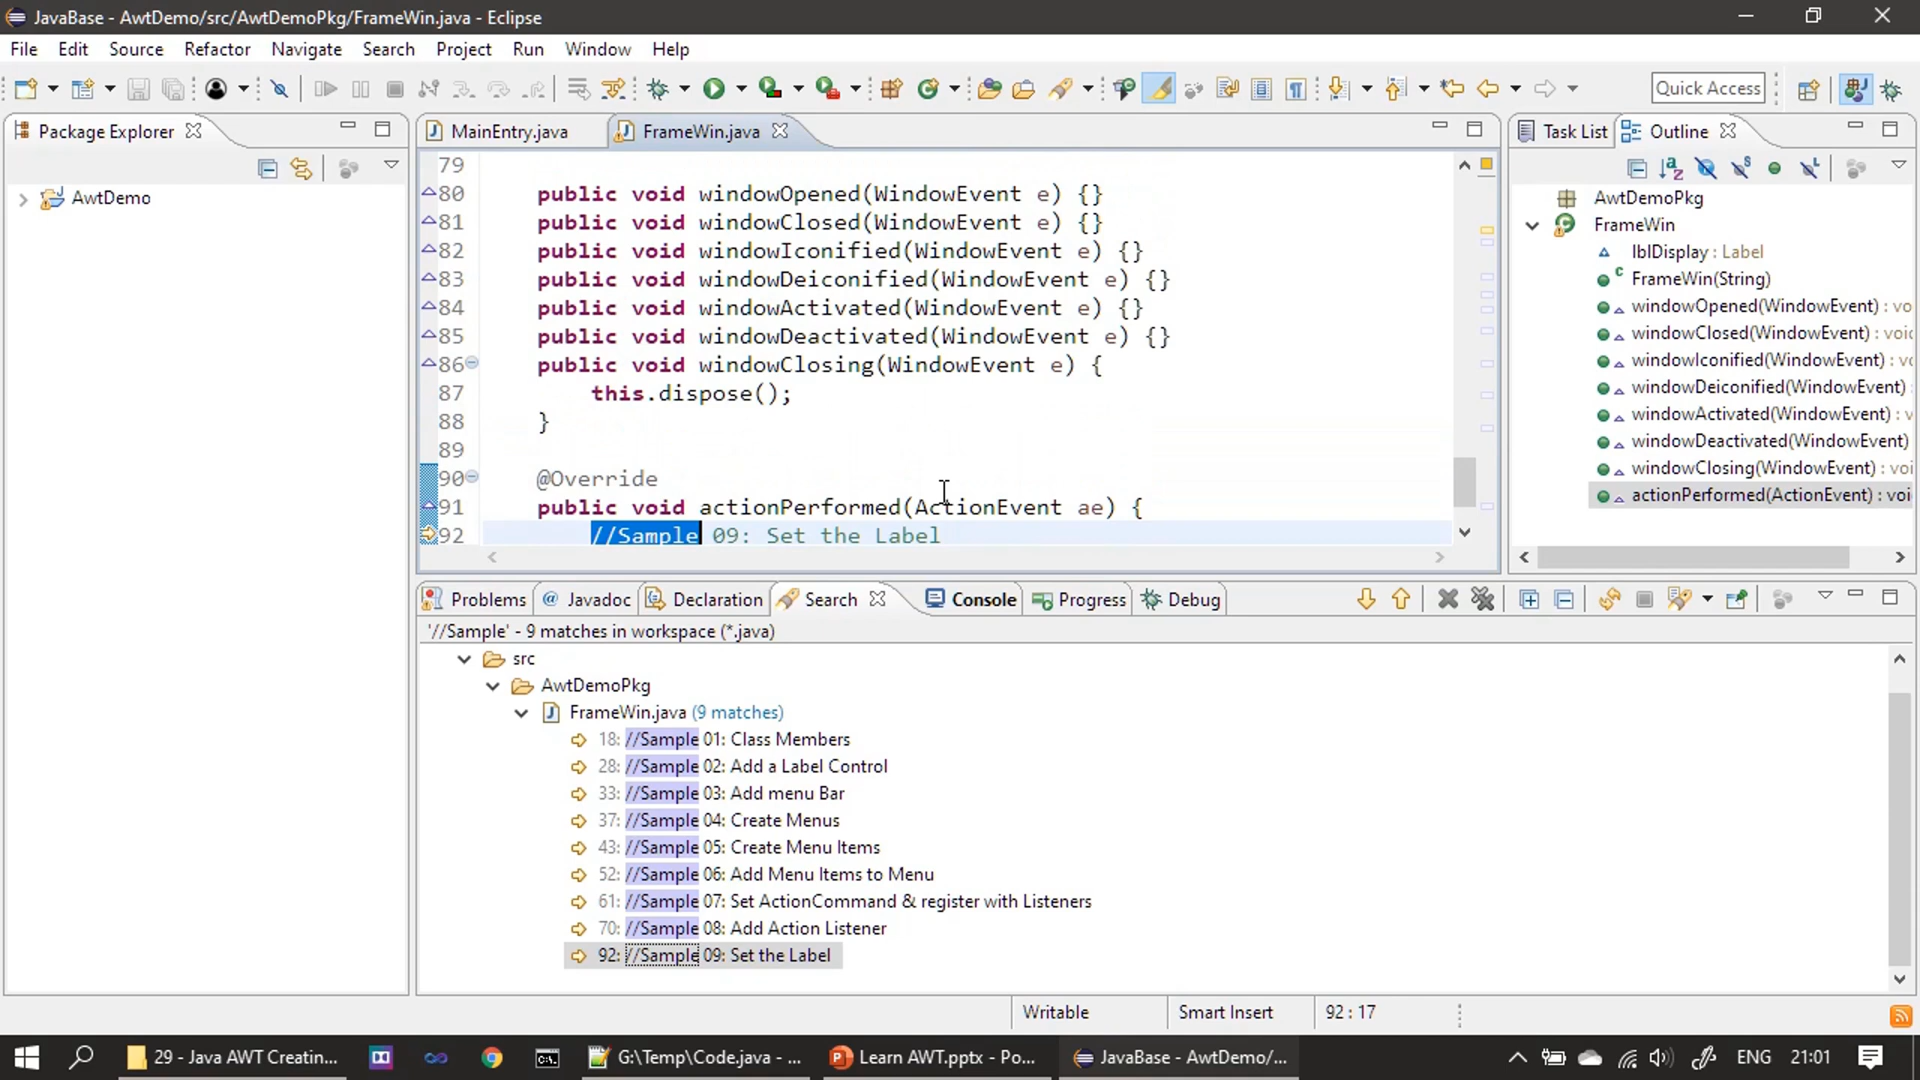 JavaBase - AwtDemo/src/AwtDemoPkg/FrameWin.java - Eclipse
File Edit Source Refactor Navigate Search Project Run Window Help
Quick Access
Package Explorer
AwtDemo
MainEntry.java
FrameWin.java
79
80 public void windowOpened(WindowEvent e) {}
81 public void windowClosed(WindowEvent e) {}
82 public void windowIconified(WindowEvent e) {}
83 public void windowDeiconified(WindowEvent e) {}
84 public void windowActivated(WindowEvent e) {}
85 public void windowDeactivated(WindowEvent e) {}
86 public void windowClosing(WindowEvent e) {
87 this.dispose();
88 }
89
90 @Override
91 public void actionPerformed(ActionEvent ae) {
92 //Sample 09: Set the Label
Task List
Outline
AwtDemoPkg
FrameWin
lblDisplay : Label
FrameWin(String)
windowOpened(WindowEvent) : vo
windowClosed(WindowEvent) : voi
windowIconified(WindowEvent) : vo
windowDeiconified(WindowEvent) :
windowActivated(WindowEvent) : v
windowDeactivated(WindowEvent)
windowClosing(WindowEvent) : vo
actionPerformed(ActionEvent) : voi
Problems @ Javadoc Declaration Search Console Progress Debug
'//Sample' - 9 matches in workspace (*.java)
src
AwtDemoPkg
FrameWin.java (9 matches)
18: //Sample 01: Class Members
28: //Sample 02: Add a Label Control
33: //Sample 03: Add menu Bar
37: //Sample 04: Create Menus
43: //Sample 05: Create Menu Items
52: //Sample 06: Add Menu Items to Menu
61: //Sample 07: Set ActionCommand & register with Listeners
70: //Sample 08: Add Action Listener
92: //Sample 09: Set the Label
Writable
Smart Insert
92 : 17
29 - Java AWT Creatin...
G:\Temp\Code.java - ...
Learn AWT.pptx - Po...
JavaBase - AwtDemo/...
ENG
21:01